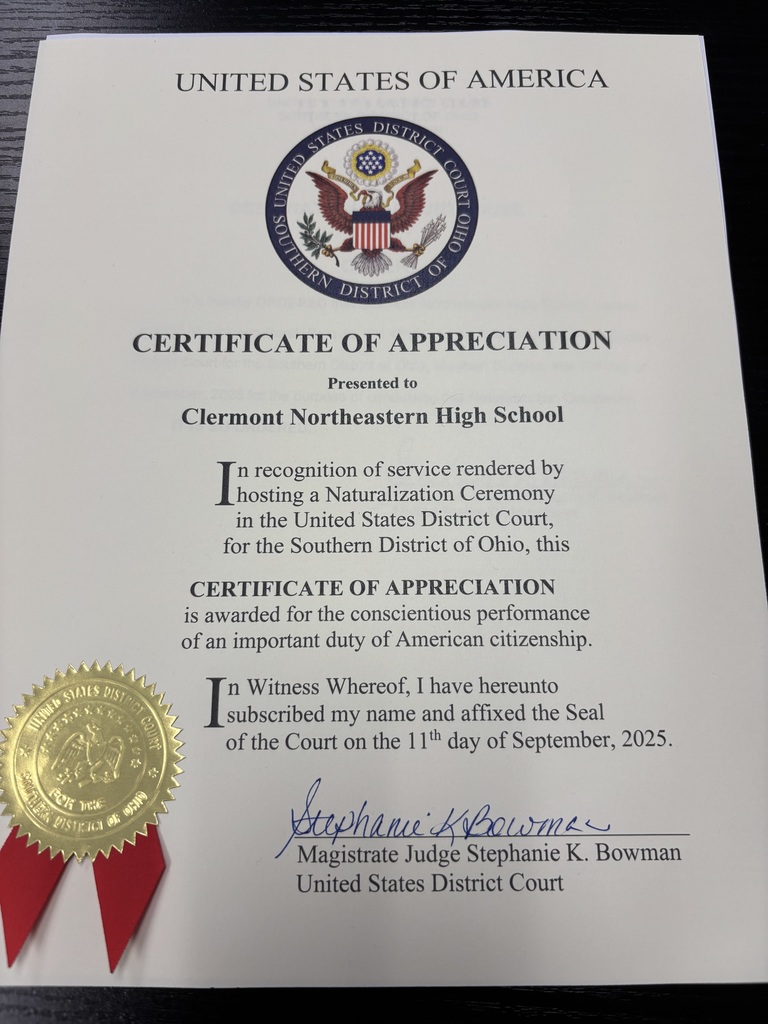 UNITED STATES OF AMERICA
UNITED STATES DISTRICT COURT
SOUTHERN DISTRICT OF OHIO
CERTIFICATE OF APPRECIATION
Presented to
Clermont Northeastern High School
In recognition of service rendered by
hosting a Naturalization Ceremony
in the United States District Court,
for the Southern District of Ohio, this
CERTIFICATE OF APPRECIATION
is awarded for the conscientious performance
of an important duty of American citizenship.
In Witness Whereof, I have hereunto
subscribed my name and affixed the Seal
of the Court on the 11th day of September, 2025.
UNITED STATES DISTRICT COURT
FOR THE
SOUTHERN DISTRICT OF OHIO
Stephanie K Bowman
Magistrate Judge Stephanie K. Bowman
United States District Court